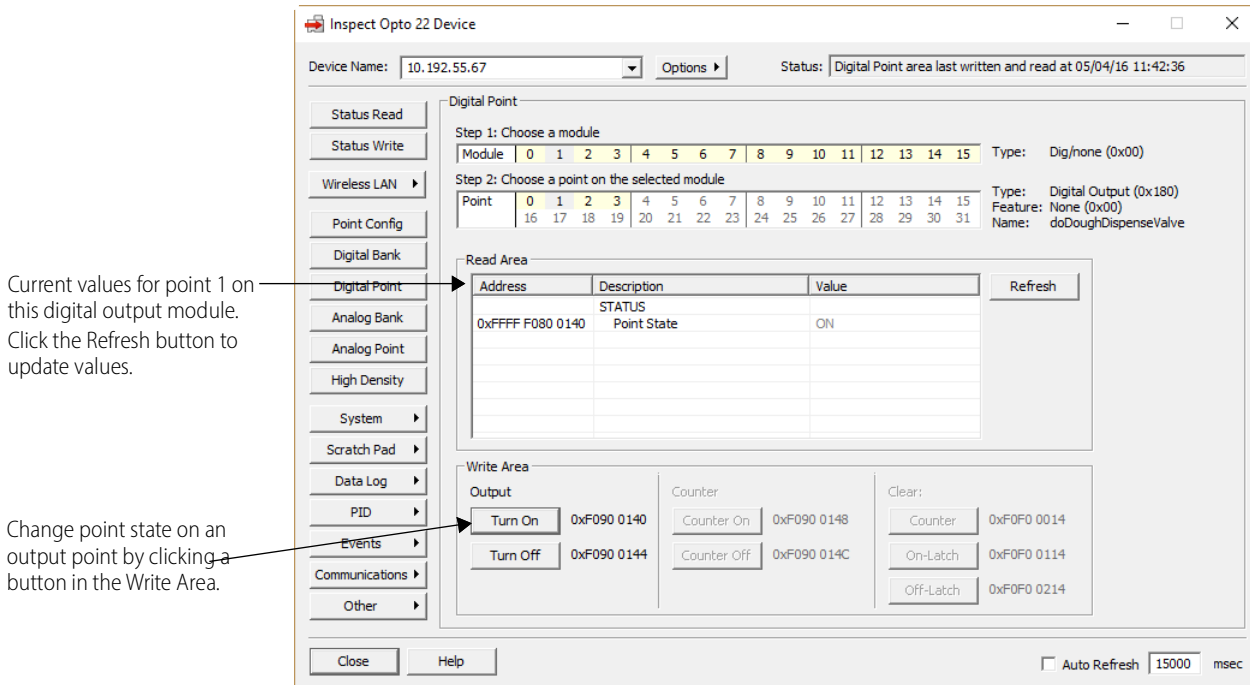 Inspect Opto 22 Device
Device Name: 10.192.55.67 Options Status: Digital Point area last written and read at 05/04/16 11:42:36
Status Read
Status Write
Wireless LAN
Point Config
Digital Bank
Digital Point
Analog Bank
Analog Point
High Density
System
Scratch Pad
Data Log
PID
Events
Communications
Other
Digital Point
Step 1: Choose a module
Module 0 1 2 3 4 5 6 7 8 9 10 11 12 13 14 15 Type: Dig/none (0x00)
Step 2: Choose a point on the selected module
Point 0 1 2 3 4 5 6 7 8 9 10 11 12 13 14 15
16 17 18 19 20 21 22 23 24 25 26 27 28 29 30 31
Type: Digital Output (0x180)
Feature: None (0x00)
Name: doDoughDispenseValve
Read Area
Address Description Value Refresh
STATUS
0xFFFF F080 0140 Point State ON
Write Area
Output
Turn On 0xF090 0140
Turn Off 0xF090 0144
Counter
Counter On 0xF090 0148
Counter Off 0xF090 014C
Clear:
Counter 0xF0F0 0014
On-Latch 0xF0F0 0114
Off-Latch 0xF0F0 0214
Close Help Auto Refresh 15000 msec
Current values for point 1 on
this digital output module.
Click the Refresh button to
update values.
Change point state on an
output point by clicking a
button in the Write Area.